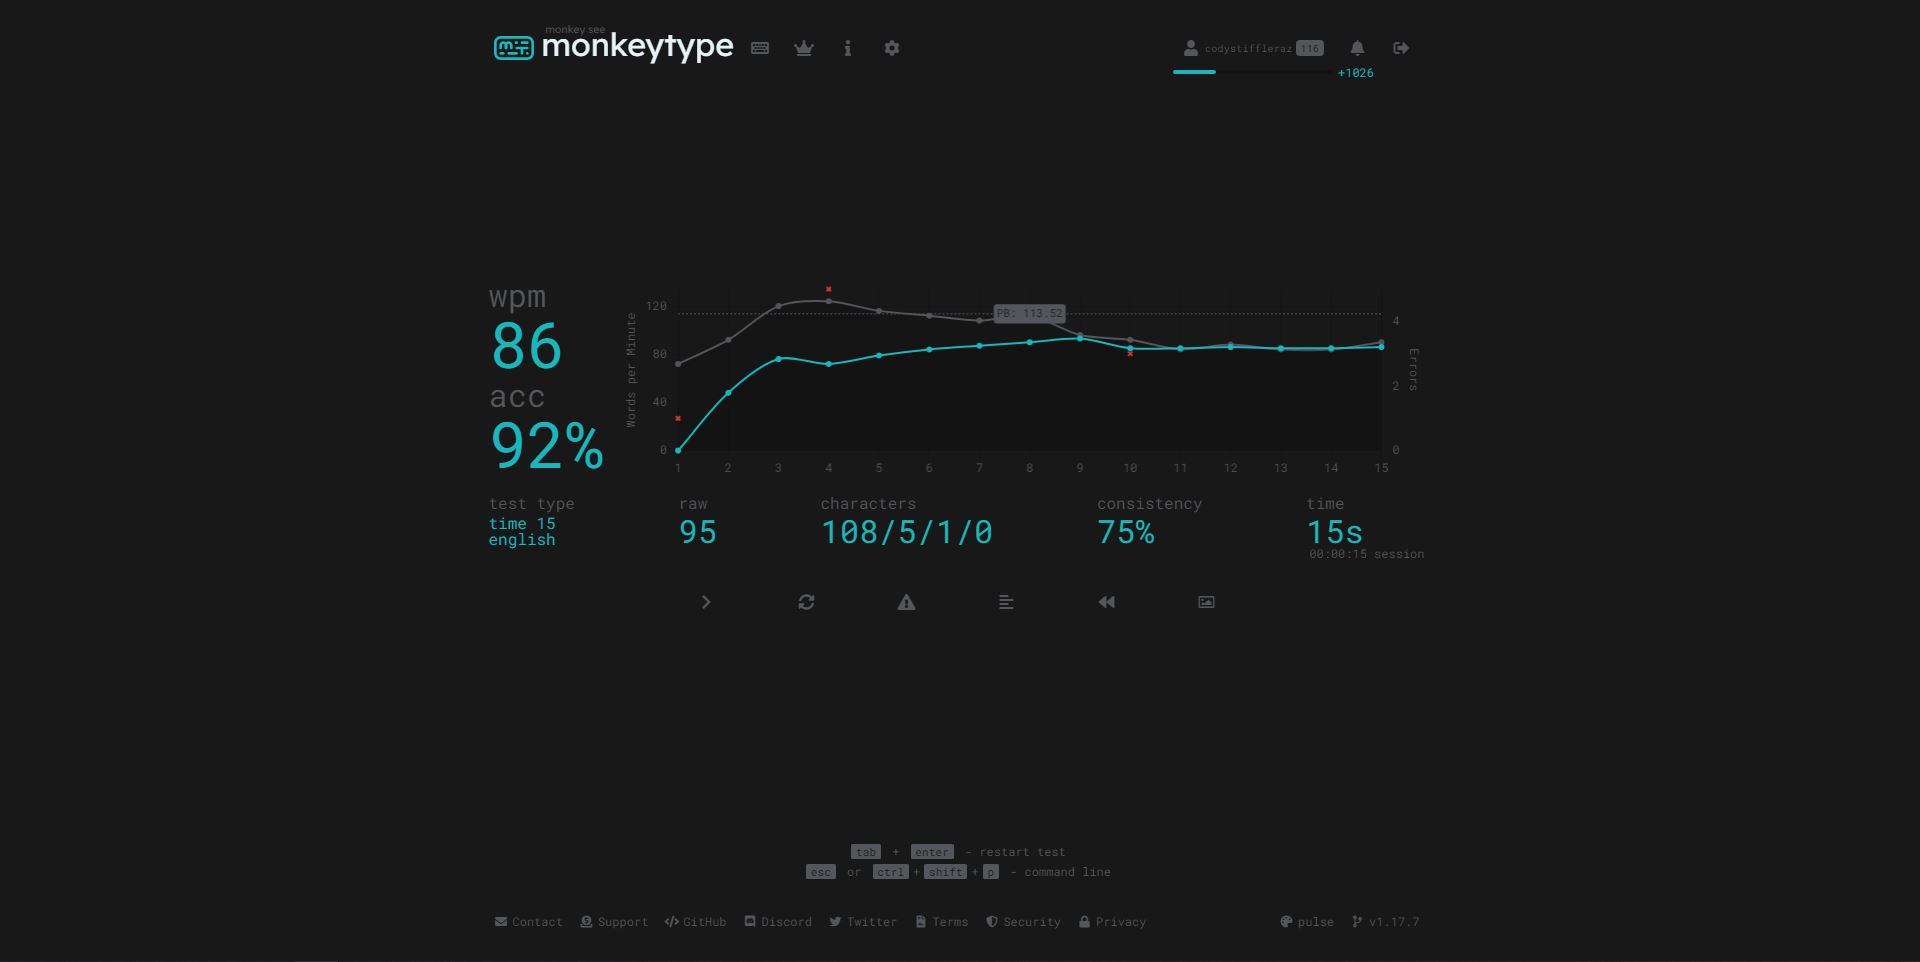 monkey see
monkeytype
codystiffleraz 116
+1026
wpm
86
acc
92%
Words per Minute
120
80
40
0
PB: 113.52
4
2
0
Errors
1 2 3 4 5 6 7 8 9 10 11 12 13 14 15
test type
time 15
english
raw
95
characters
108/5/1/0
consistency
75%
time
15s
00:00:15 session
tab + enter - restart test
esc or ctrl + shift + p - command line
Contact Support GitHub Discord Twitter Terms Security Privacy pulse v1.17.7